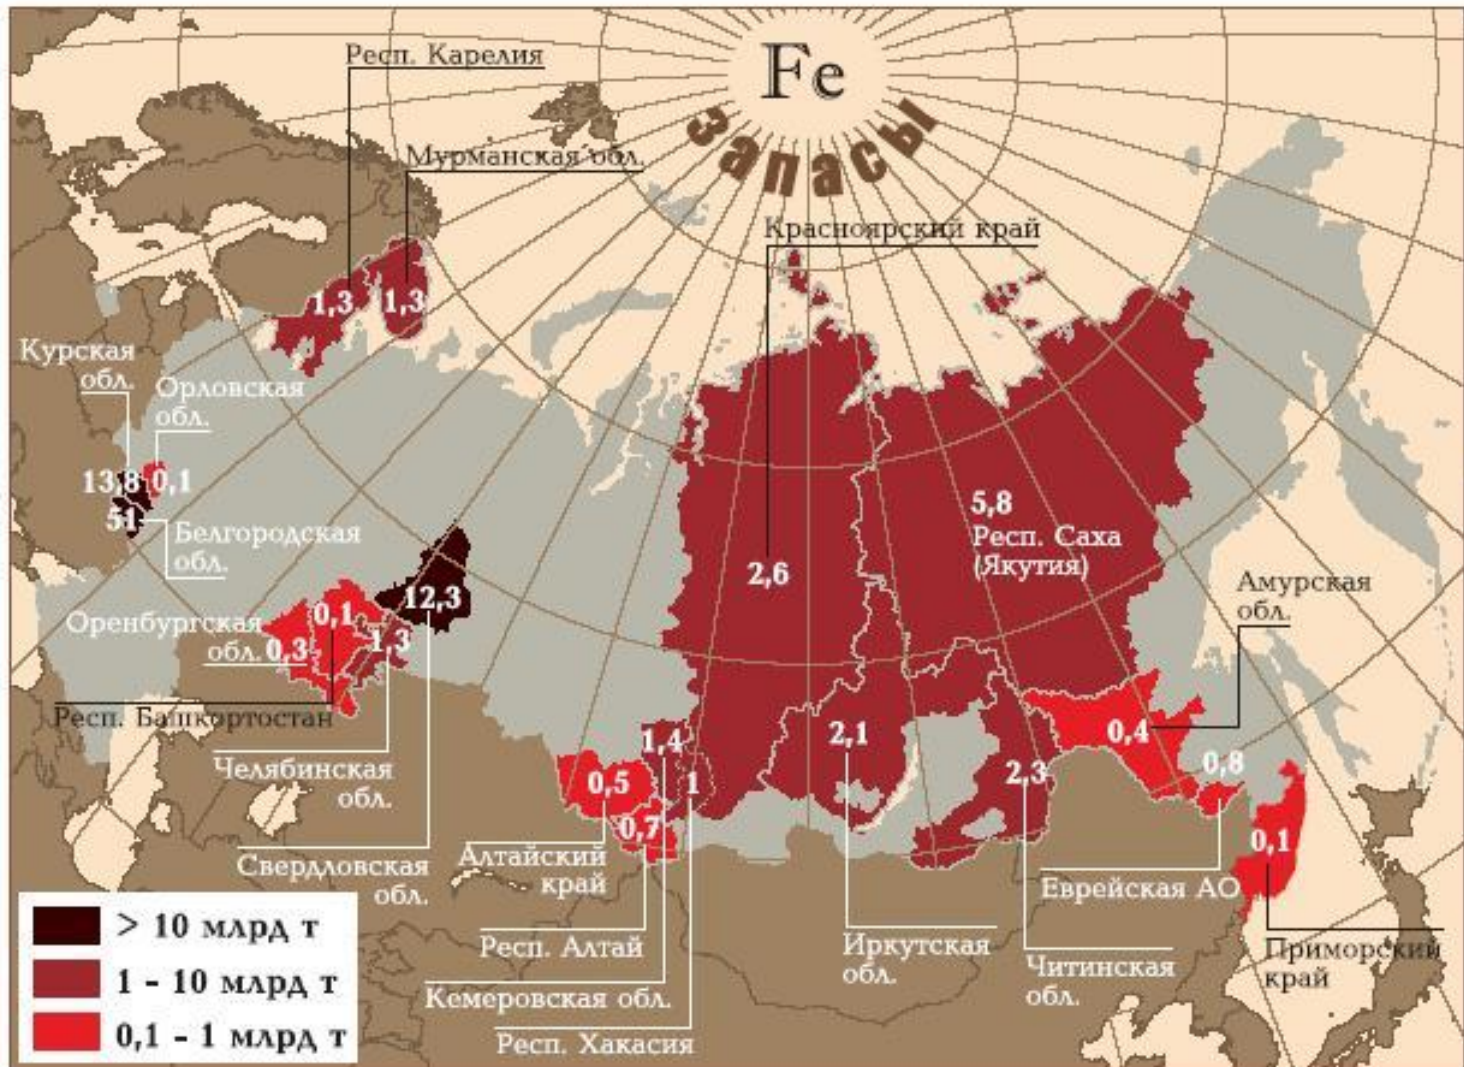 Fe
запасы
Респ. Карелия
Мурманская обл.
Красноярский край
1,3
1,3
Курская
обл.
Орловская
обл.
13,8
0,1
51
Белгородская
обл.
12,3
2,6
5,8
Респ. Саха
(Якутия)
Амурская
обл.
Оренбургская
обл.
0,3
0,1
1,3
Респ. Башкортостан
Челябинская
обл.
Свердловская
обл.
1,4
0,5
1
0,7
2,1
2,3
0,4
0,8
0,1
Алтайский
край
Респ. Алтай
Кемеровская обл.
Респ. Хакасия
Иркутская
обл.
Читинская
обл.
Еврейская АО
Приморский
край
> 10 млрд т
1 - 10 млрд т
0,1 - 1 млрд т